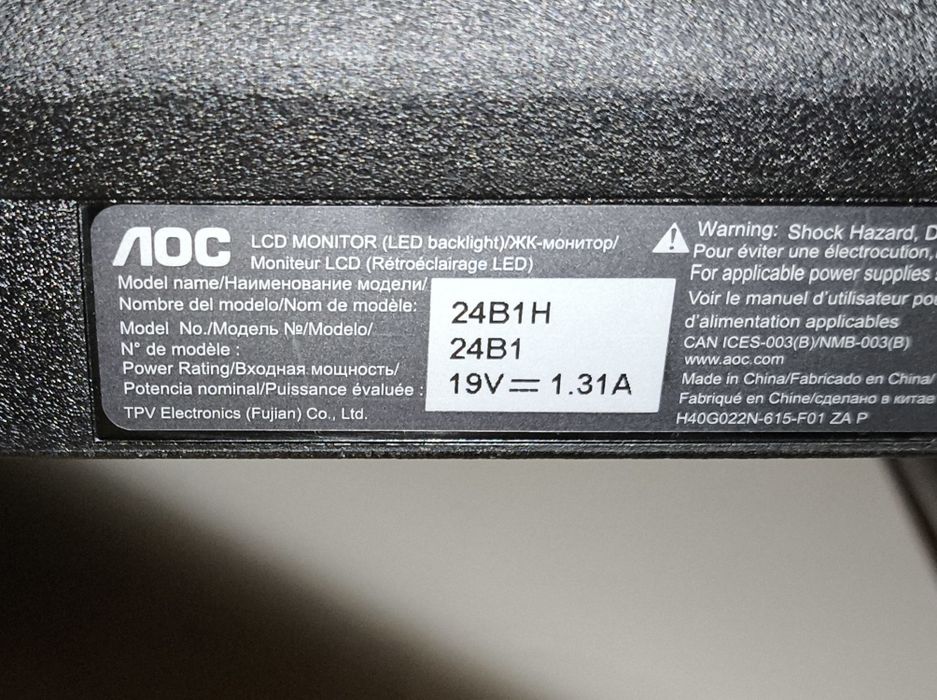 AOC
LCD MONITOR (LED backlight)/ЖК-монитор/
Moniteur LCD (Rétroéclairage LED)
Model name/Наименование модели/
Nombre del modelo/Nom de modèle:
24B1H
Model No./Модель №/Modelo/
N° de modèle :
24B1
Power Rating/Входная мощность/
Potencia nominal/Puissance évaluée :
19V⎓1.31A
TPV Electronics (Fujian) Co., Ltd.
Warning: Shock Hazard, D
Pour éviter une électrocution,
For applicable power supplies
Voir le manuel d'utilisateur pou
d'alimentation applicables
CAN ICES-003(B)/NMB-003(B)
www.aoc.com
Made in China/Fabricado en China/
Fabriqué en Chine/сделано в китае
H40G022N-615-F01 ZA P